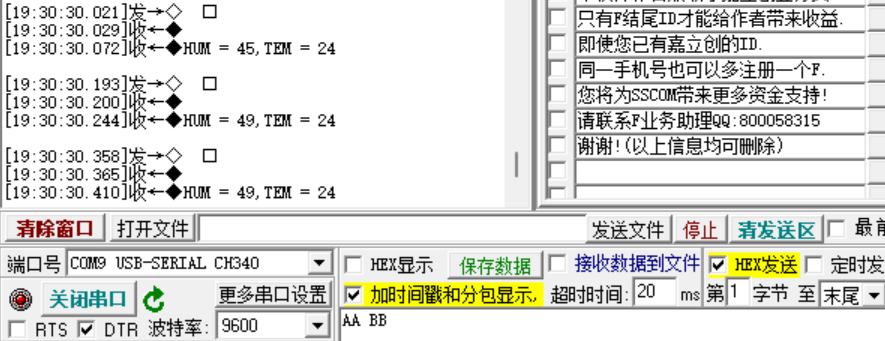 [19:30:30.021]发→◇ □
[19:30:30.029]收←◆
[19:30:30.072]收←◆HUM = 45,TEM = 24
[19:30:30.193]发→◇ □
[19:30:30.200]收←◆
[19:30:30.244]收←◆HUM = 49,TEM = 24
[19:30:30.358]发→◇ □
[19:30:30.365]收←◆
[19:30:30.410]收←◆HUM = 49,TEM = 24
只有F结尾ID才能给作者带来收益.
即使您已有嘉立创的ID.
同一手机号也可以多注册一个F.
您将为SSCOM带来更多资金支持!
请联系F业务助理QQ:800058315
谢谢!(以上信息均可删除)
清除窗口 打开文件 发送文件 停止 清发送区 最前
端口号 COM9 USB-SERIAL CH340 HEX显示 保存数据 接收数据到文件 HEX发送 定时发
关闭串口 更多串口设置 加时间戳和分包显示, 超时时间: 20 ms 第 1 字节 至 末尾
RTS DTR 波特率: 9600 AA BB